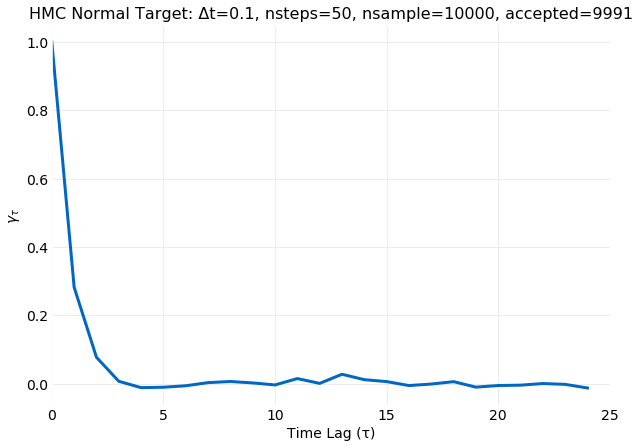 HMC Normal Target: Δt=0.1, nsteps=50, nsample=10000, accepted=9991
1.0
0.8
0.6
0.4
0.2
0.0
γτ
0 5 10 15 20 25
Time Lag (τ)